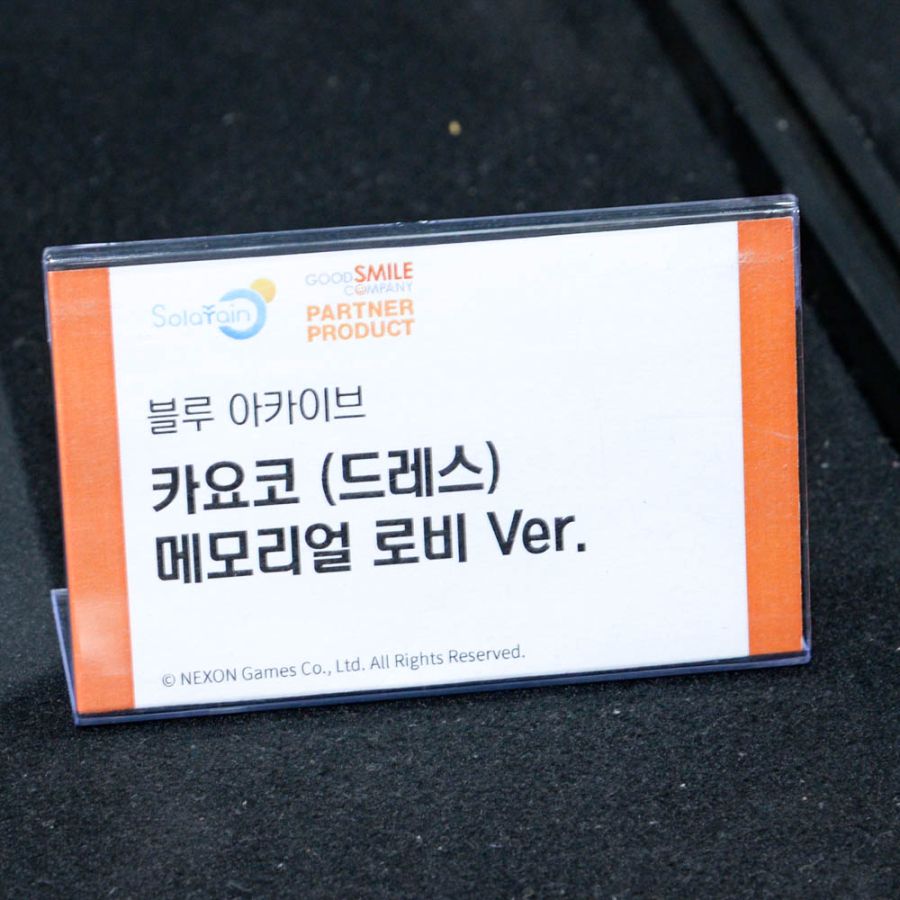 Solarain
GOOD SMILE
COMPANY
PARTNER
PRODUCT
블루 아카이브
카요코 (드레스)
메모리얼 로비 Ver.
© NEXON Games Co., Ltd. All Rights Reserved.